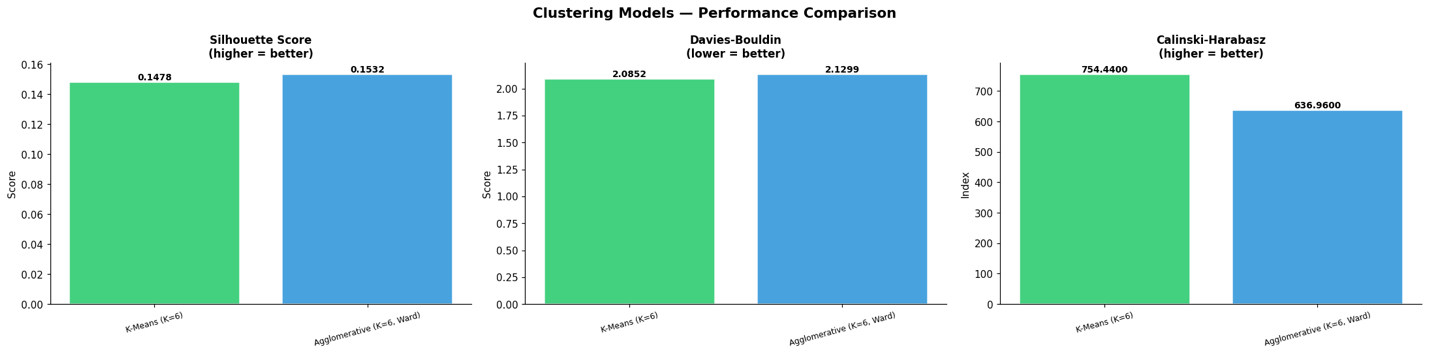 Clustering Models — Performance Comparison
Silhouette Score
(higher = better)
Score
0.16
0.14
0.12
0.10
0.08
0.06
0.04
0.02
0.00
0.1478
0.1532
K-Means (K=6)
Agglomerative (K=6, Ward)
Davies-Bouldin
(lower = better)
Score
2.00
1.75
1.50
1.25
1.00
0.75
0.50
0.25
0.00
2.0852
2.1299
K-Means (K=6)
Agglomerative (K=6, Ward)
Calinski-Harabasz
(higher = better)
Index
700
600
500
400
300
200
100
0
754.4400
636.9600
K-Means (K=6)
Agglomerative (K=6, Ward)